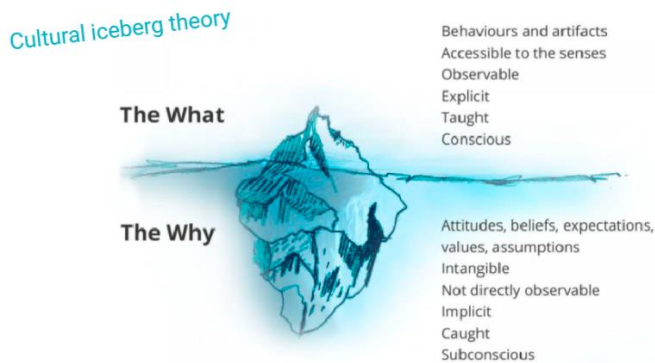 Cultural iceberg theory
The What
Behaviours and artifacts
Accessible to the senses
Observable
Explicit
Taught
Conscious
The Why
Attitudes, beliefs, expectations,
values, assumptions
Intangible
Not directly observable
Implicit
Caught
Subconscious